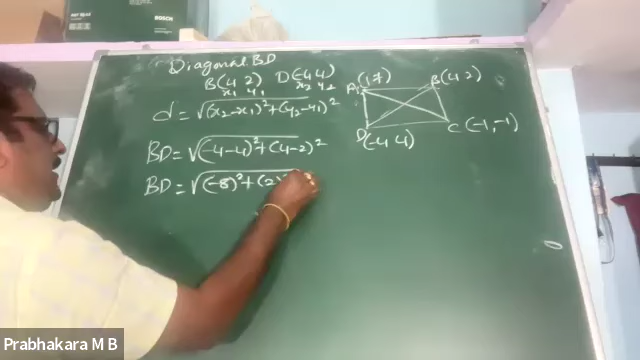 BOSCH
Diagonal BD
B(4, 2) D(-4, 4)
x₁ y₁ x₂ y₂
d = √(x₂-x₁)²+(y₂-y₁)²
BD = √(-4-4)²+(4-2)²
BD = √(-8)²+(2)
A (1,7)
B (4, 2)
D(-4, 4)
C (-1, -1)
Prabhakara M B